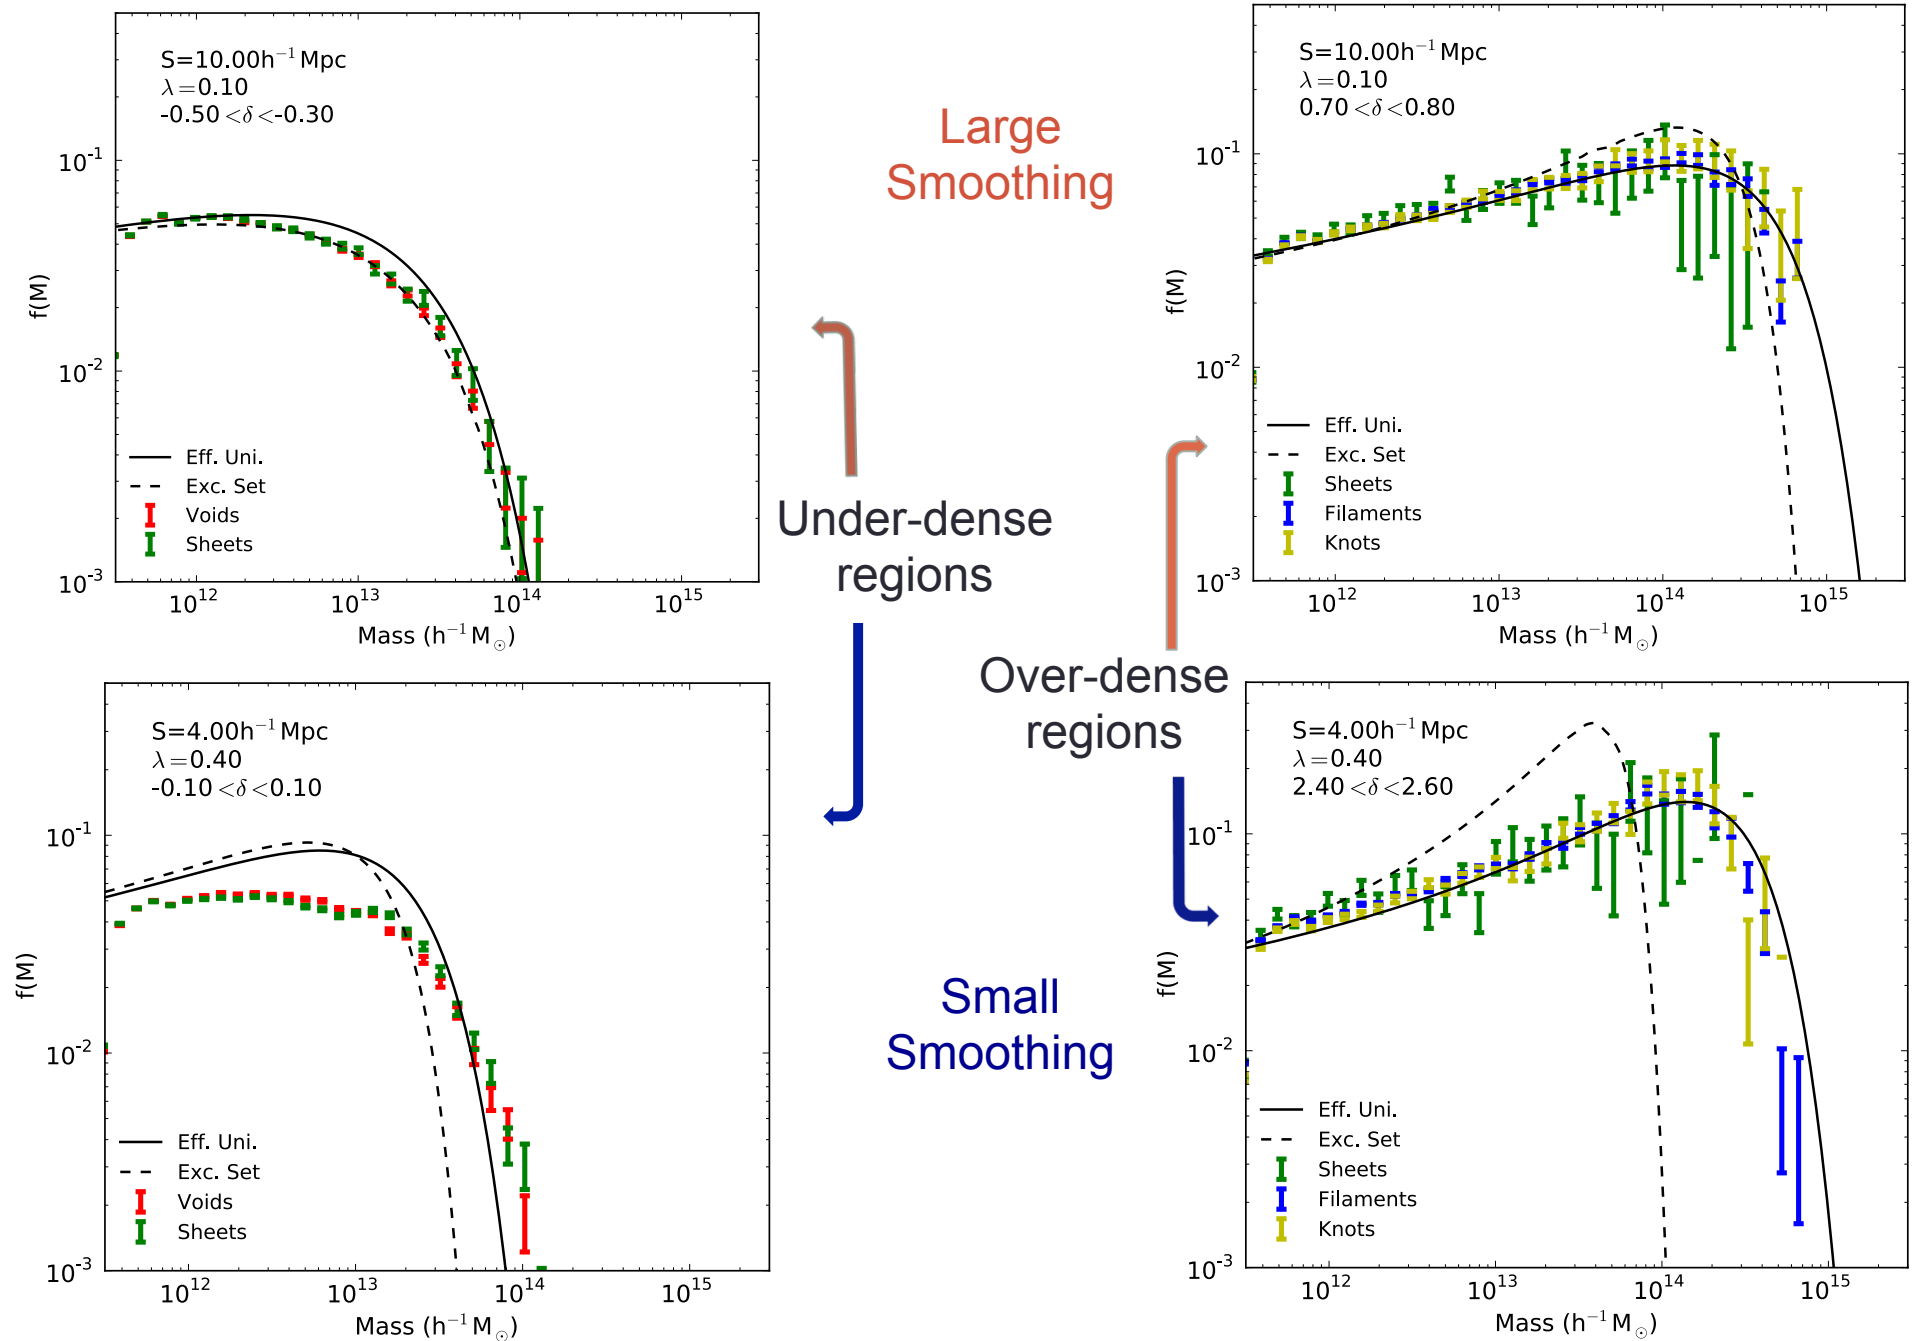 S=10.00h⁻¹ Mpc
λ=0.10
-0.50<δ<-0.30
10⁻¹
10⁻²
10⁻³
f(M)
Eff. Uni.
Exc. Set
Voids
Sheets
10¹²
10¹³
10¹⁴
10¹⁵
Mass (h⁻¹ M☉)
Large
Smoothing
S=10.00h⁻¹ Mpc
λ=0.10
0.70<δ<0.80
10⁻¹
10⁻²
10⁻³
f(M)
Eff. Uni.
Exc. Set
Sheets
Filaments
Knots
10¹²
10¹³
10¹⁴
10¹⁵
Mass (h⁻¹ M☉)
Under-dense
regions
Over-dense
regions
S=4.00h⁻¹ Mpc
λ=0.40
-0.10<δ<0.10
10⁻¹
10⁻²
10⁻³
f(M)
Eff. Uni.
Exc. Set
Voids
Sheets
10¹²
10¹³
10¹⁴
10¹⁵
Mass (h⁻¹ M☉)
Small
Smoothing
S=4.00h⁻¹ Mpc
λ=0.40
2.40<δ<2.60
10⁻¹
10⁻²
10⁻³
f(M)
Eff. Uni.
Exc. Set
Sheets
Filaments
Knots
10¹²
10¹³
10¹⁴
10¹⁵
Mass (h⁻¹ M☉)